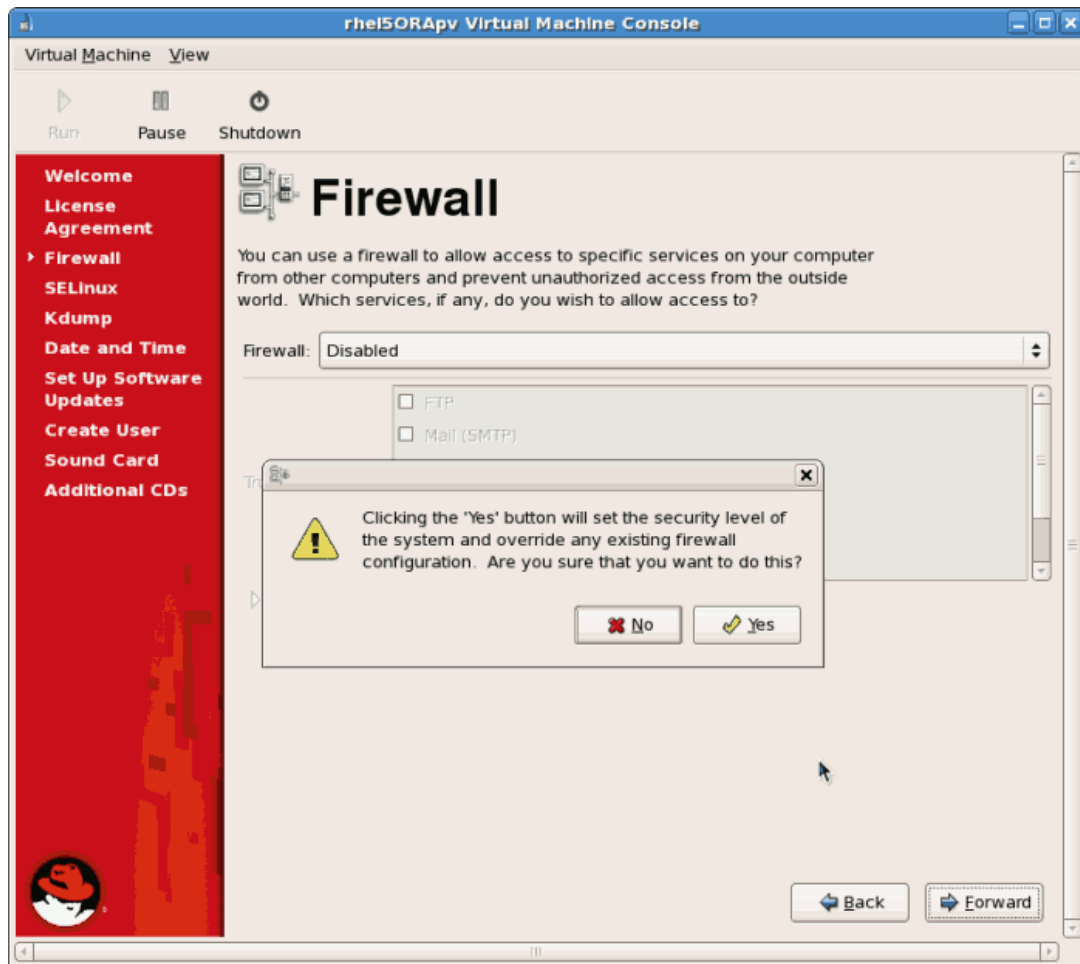 rhel5ORApv Virtual Machine Console
Virtual Machine View
Run Pause Shutdown
Welcome
License
Agreement
Firewall
SELinux
Kdump
Date and Time
Set Up Software
Updates
Create User
Sound Card
Additional CDs
Firewall
You can use a firewall to allow access to specific services on your computer
from other computers and prevent unauthorized access from the outside
world. Which services, if any, do you wish to allow access to?
Firewall: Disabled
FTP
Mail (SMTP)
Clicking the 'Yes' button will set the security level of
the system and override any existing firewall
configuration. Are you sure that you want to do this?
No Yes
Back Forward